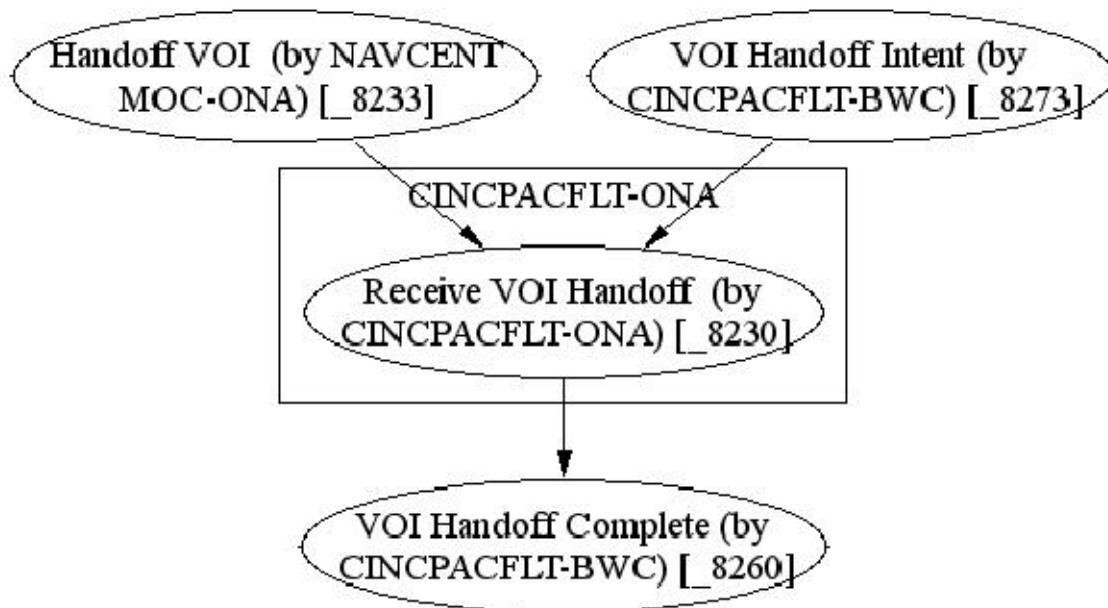 Handoff VOI  (by NAVCENT
MOC-ONA) [_8233]
VOI Handoff Intent (by
CINCPACFLT-BWC) [_8273]
CINCPACFLT-ONA
Receive VOI Handoff  (by
CINCPACFLT-ONA) [_8230]
VOI Handoff Complete (by
CINCPACFLT-BWC) [_8260]